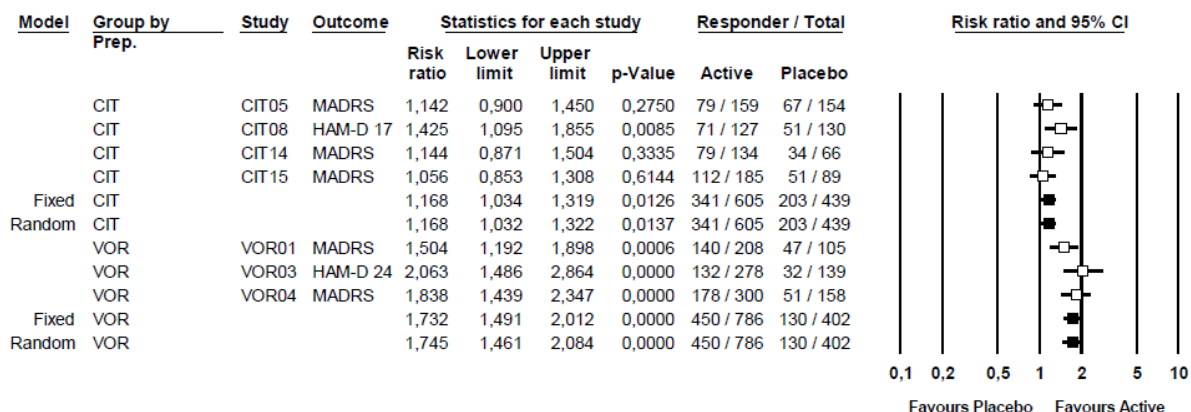 Model Group by Prep. Study Outcome Statistics for each study Responder / Total Risk ratio and 95% CI
Risk ratio Lower limit Upper limit p-Value Active Placebo
CIT CIT05 MADRS 1,142 0,900 1,450 0,2750 79 / 159 67 / 154
CIT CIT08 HAM-D 17 1,425 1,095 1,855 0,0085 71 / 127 51 / 130
CIT CIT14 MADRS 1,144 0,871 1,504 0,3335 79 / 134 34 / 66
CIT CIT15 MADRS 1,056 0,853 1,308 0,6144 112 / 185 51 / 89
Fixed CIT 1,168 1,034 1,319 0,0126 341 / 605 203 / 439
Random CIT 1,168 1,032 1,322 0,0137 341 / 605 203 / 439
VOR VOR01 MADRS 1,504 1,192 1,898 0,0006 140 / 208 47 / 105
VOR VOR03 HAM-D 24 2,063 1,486 2,864 0,0000 132 / 278 32 / 139
VOR VOR04 MADRS 1,838 1,439 2,347 0,0000 178 / 300 51 / 158
Fixed VOR 1,732 1,491 2,012 0,0000 450 / 786 130 / 402
Random VOR 1,745 1,461 2,084 0,0000 450 / 786 130 / 402
0,1 0,2 0,5 1 2 5 10
Favours Placebo Favours Active